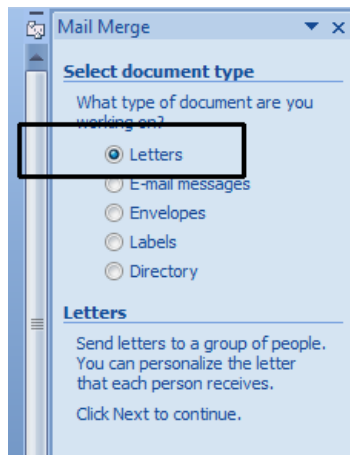 Mail Merge
Select document type
What type of document are you
working on?
Letters
E-mail messages
Envelopes
Labels
Directory
Letters
Send letters to a group of people.
You can personalize the letter
that each person receives.
Click Next to continue.